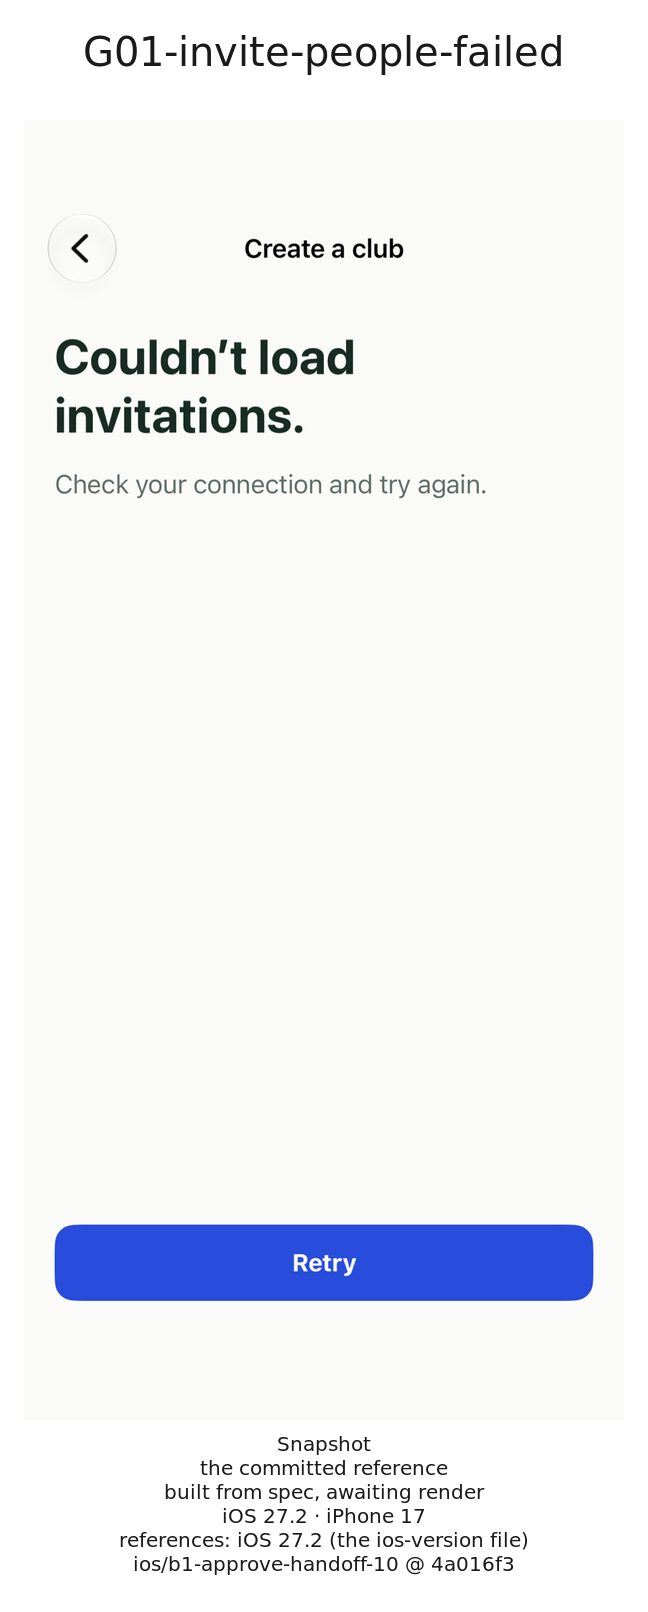 G01-invite-people-failed
Create a club
Couldn’t load
invitations.
Check your connection and try again.
Retry
Snapshot
the committed reference
built from spec, awaiting render
iOS 27.2 · iPhone 17
references: iOS 27.2 (the ios-version file)
ios/b1-approve-handoff-10 @ 4a016f3